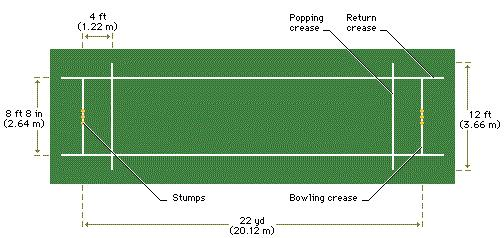 4 ft
(1.22 m)
Popping
crease
Return
crease
8 ft 8 in
(2.64 m)
12 ft
(3.66 m)
Stumps
Bowling crease
22 yd
(20.12 m)